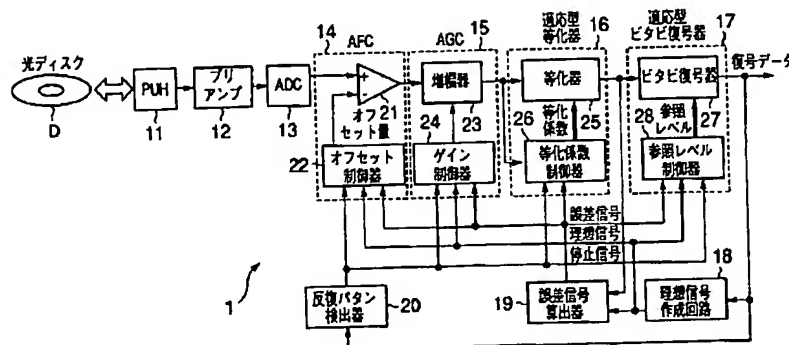 光ディスク
D
PUH
11
プリ
アンプ
12
ADC
13
14
AFC
21
オフ
セット量
22
オフセット
制御器
AGC
15
増幅器
23
24
ゲイン
制御器
適応型
等化器
16
等化器
25
等化
係数
26
等化係数
制御器
適応型
ビタビ復号器
17
ビタビ復号器
27
参照
レベル
28
参照レベル
制御器
復号データ
誤差信号
理想信号
停止信号
1
反復パタン
検出器
20
19
誤差信号
算出器
18
理想信号
作成回路